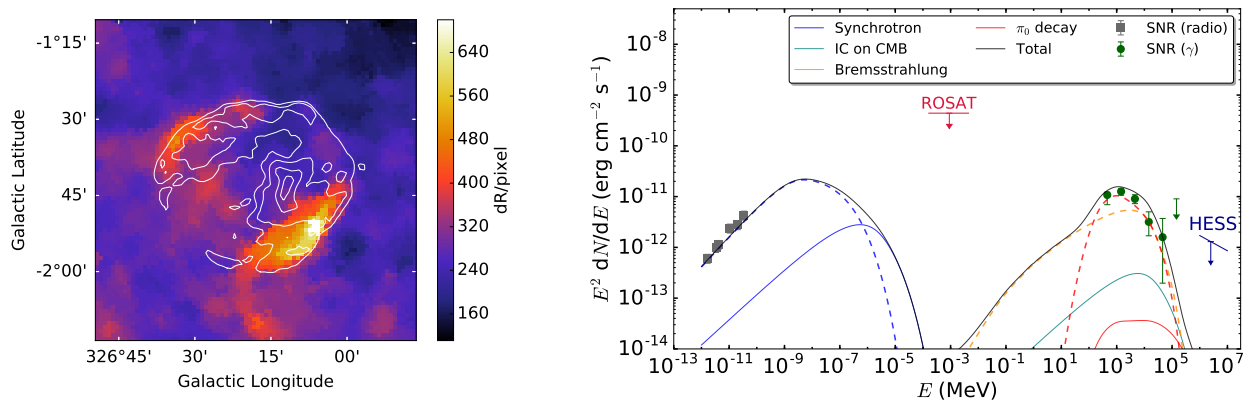 -1°15'
30'
45'
-2°00'
Galactic Latitude
326°45'
30'
15'
00'
Galactic Longitude
640
560
480
400
320
240
160
dR/pixel
E² dN/dE (erg cm⁻² s⁻¹)
10⁻⁸
10⁻⁹
10⁻¹⁰
10⁻¹¹
10⁻¹²
10⁻¹³
10⁻¹⁴
Synchrotron
IC on CMB
Bremsstrahlung
π₀ decay
Total
SNR (radio)
SNR (γ)
ROSAT
HESS
10⁻¹³
10⁻¹¹
10⁻⁹
10⁻⁷
10⁻⁵
10⁻³
10⁻¹
10¹
10³
10⁵
10⁷
E (MeV)